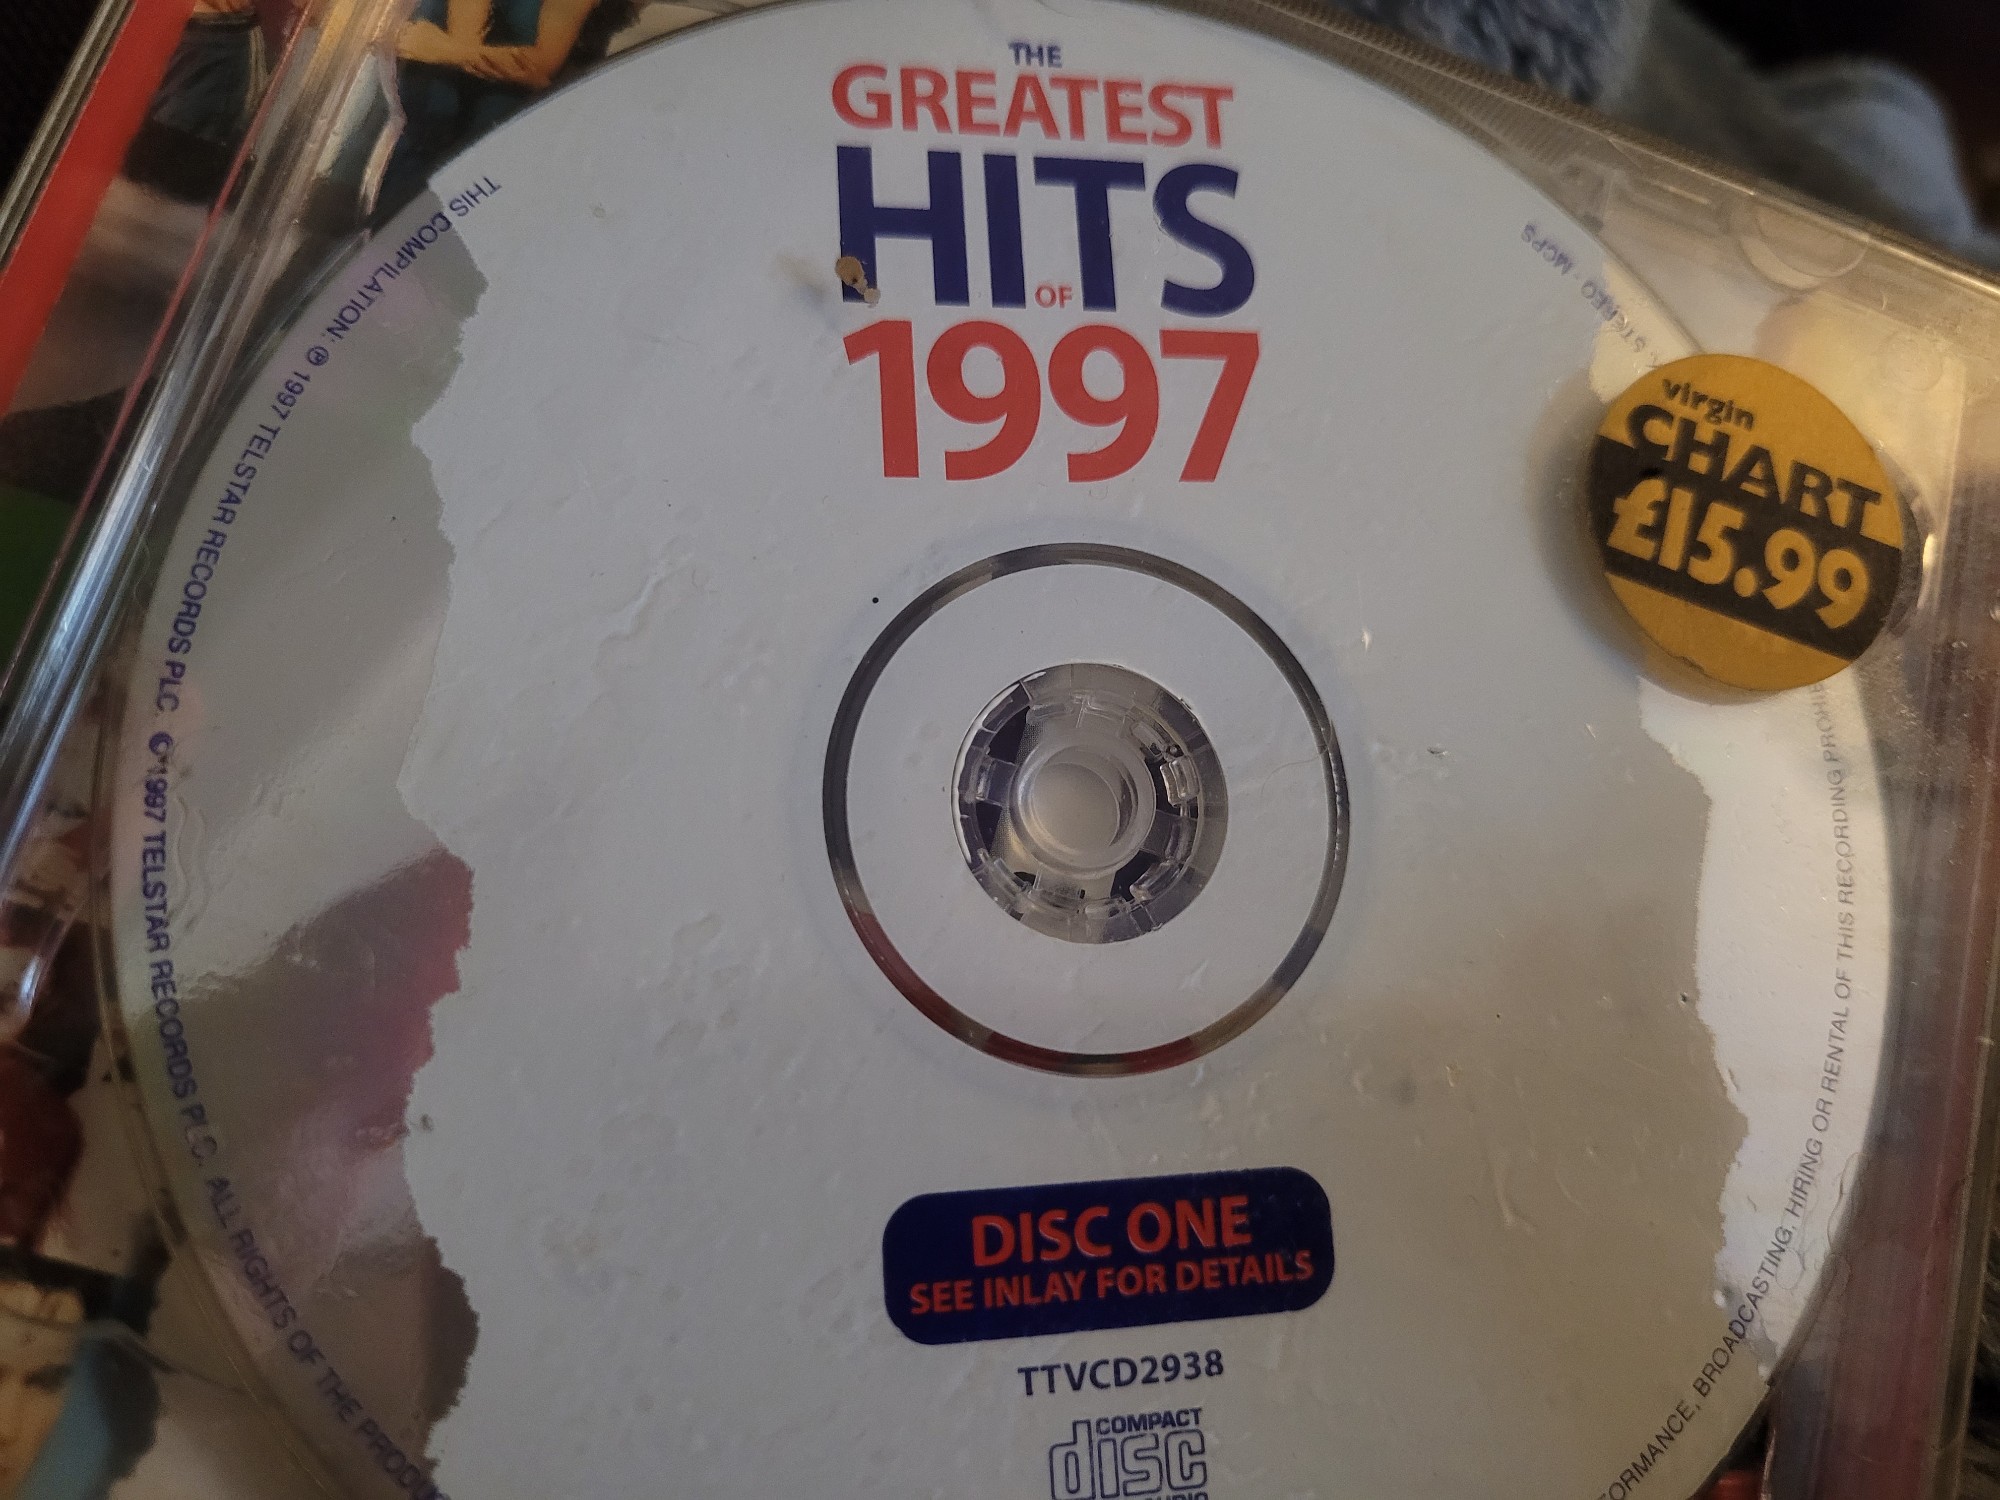 THE
GREATEST
HITS
OF
1997
virgin
CHART
£15.99
DISC ONE
SEE INLAY FOR DETAILS
TTVCD2938
COMPACT
disc
THIS COMPILATION: ℗ 1997 TELSTAR RECORDS PLC. © 1997 TELSTAR RECORDS PLC. ALL RIGHTS OF THE PRODU
BROADCASTING, HIRING OR RENTAL OF THIS RECORDING
STEREO · MCPS